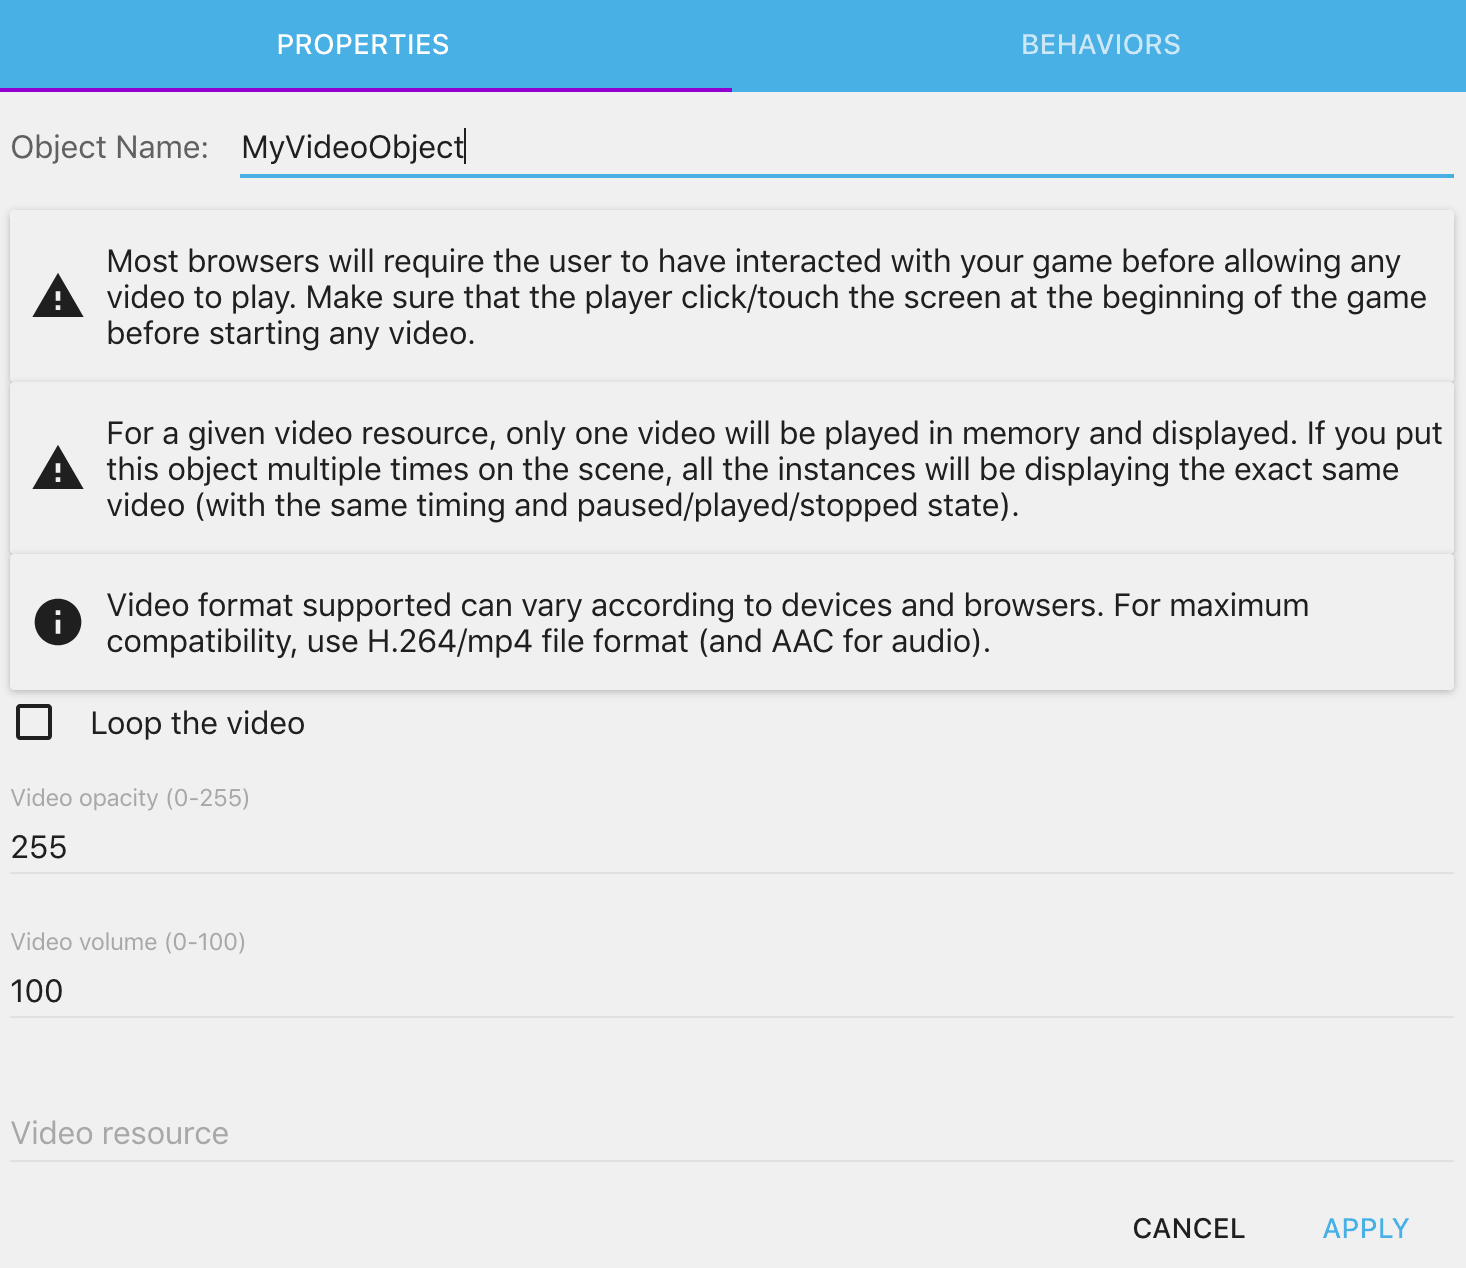 PROPERTIES
BEHAVIORS
Object Name: MyVideoObject
Most browsers will require the user to have interacted with your game before allowing any
video to play. Make sure that the player click/touch the screen at the beginning of the game
before starting any video.
For a given video resource, only one video will be played in memory and displayed. If you put
this object multiple times on the scene, all the instances will be displaying the exact same
video (with the same timing and paused/played/stopped state).
Video format supported can vary according to devices and browsers. For maximum
compatibility, use H.264/mp4 file format (and AAC for audio).
Loop the video
Video opacity (0-255)
255
Video volume (0-100)
100
Video resource
CANCEL
APPLY